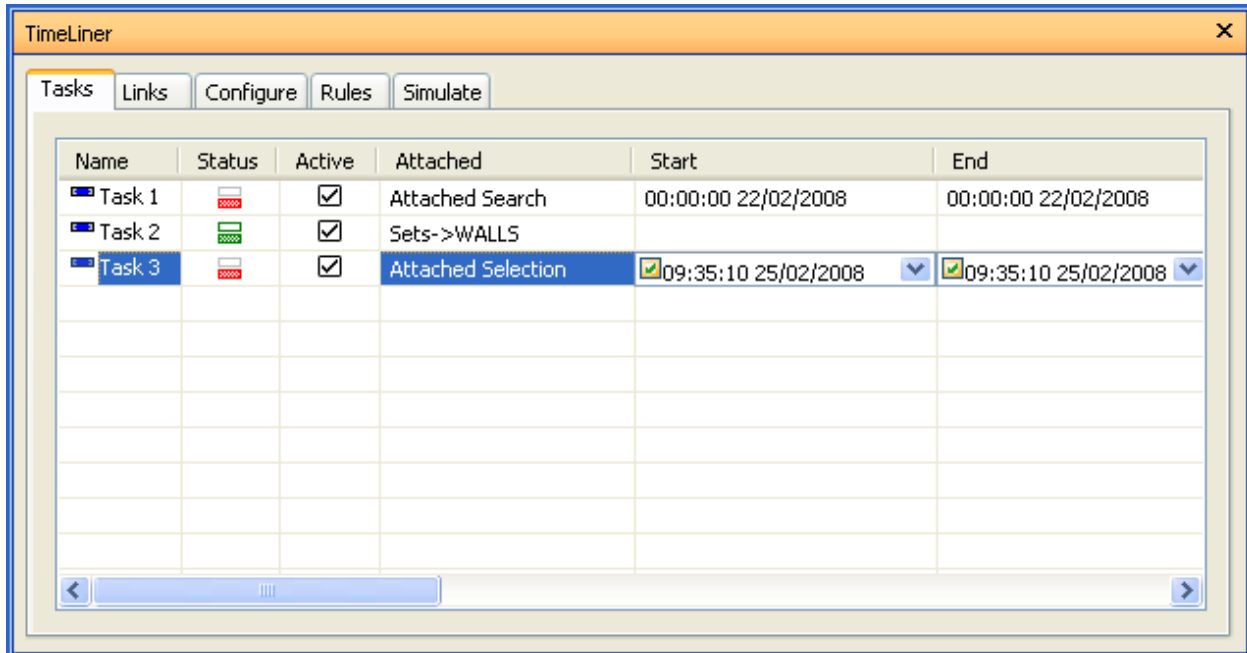 TimeLiner
Tasks Links Configure Rules Simulate
Name Status Active Attached Start End
Task 1 Attached Search 00:00:00 22/02/2008 00:00:00 22/02/2008
Task 2 Sets->WALLS
Task 3 Attached Selection 09:35:10 25/02/2008 09:35:10 25/02/2008